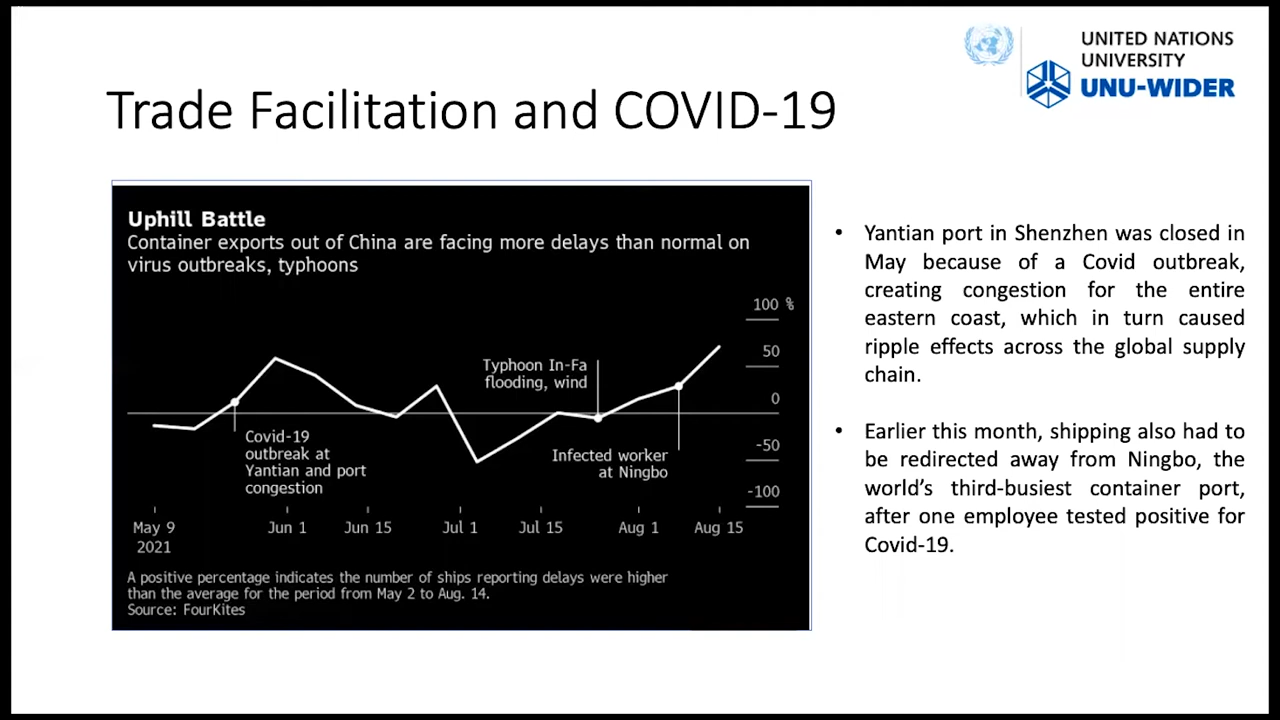 UNITED NATIONS
UNIVERSITY
UNU-WIDER
Trade Facilitation and COVID-19
Uphill Battle
Container exports out of China are facing more delays than normal on
virus outbreaks, typhoons
100 %
50
0
-50
-100
Typhoon In-Fa
flooding, wind
Covid-19
outbreak at
Yantian and port
congestion
Infected worker
at Ningbo
May 9
2021
Jun 1
Jun 15
Jul 1
Jul 15
Aug 1
Aug 15
A positive percentage indicates the number of ships reporting delays were higher
than the average for the period from May 2 to Aug. 14.
Source: FourKites
• Yantian port in Shenzhen was closed in
May because of a Covid outbreak,
creating congestion for the entire
eastern coast, which in turn caused
ripple effects across the global supply
chain.
• Earlier this month, shipping also had to
be redirected away from Ningbo, the
world’s third-busiest container port,
after one employee tested positive for
Covid-19.